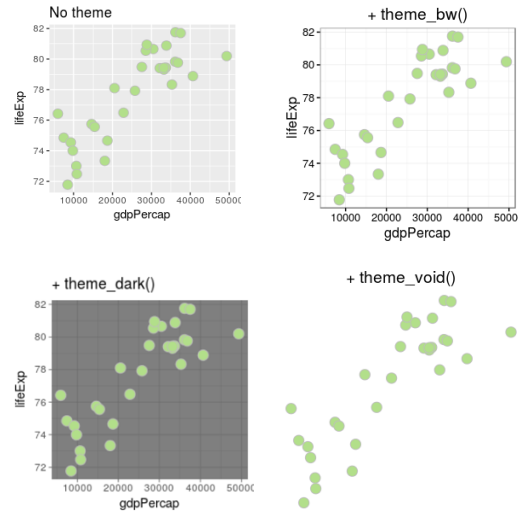 No theme
82
80
78
76
74
72
lifeExp
10000 20000 30000 40000 50000
gdpPercap
+ theme_bw()
82
80
78
76
74
72
lifeExp
10000 20000 30000 40000 50000
gdpPercap
+ theme_dark()
82
80
78
76
74
72
lifeExp
10000 20000 30000 40000 50000
gdpPercap
+ theme_void()